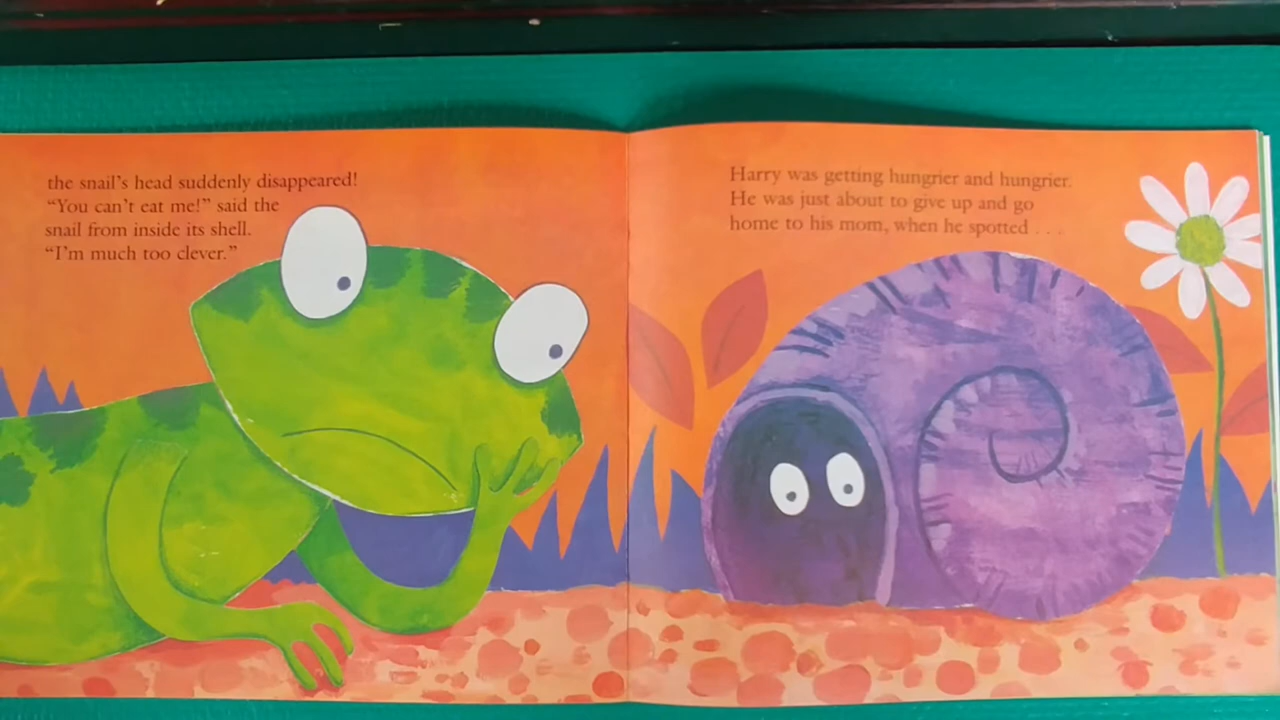 the snail's head suddenly disappeared!
“You can't eat me!” said the
snail from inside its shell.
“I'm much too clever.”
Harry was getting hungrier and hungrier.
He was just about to give up and go
home to his mom, when he spotted . . .